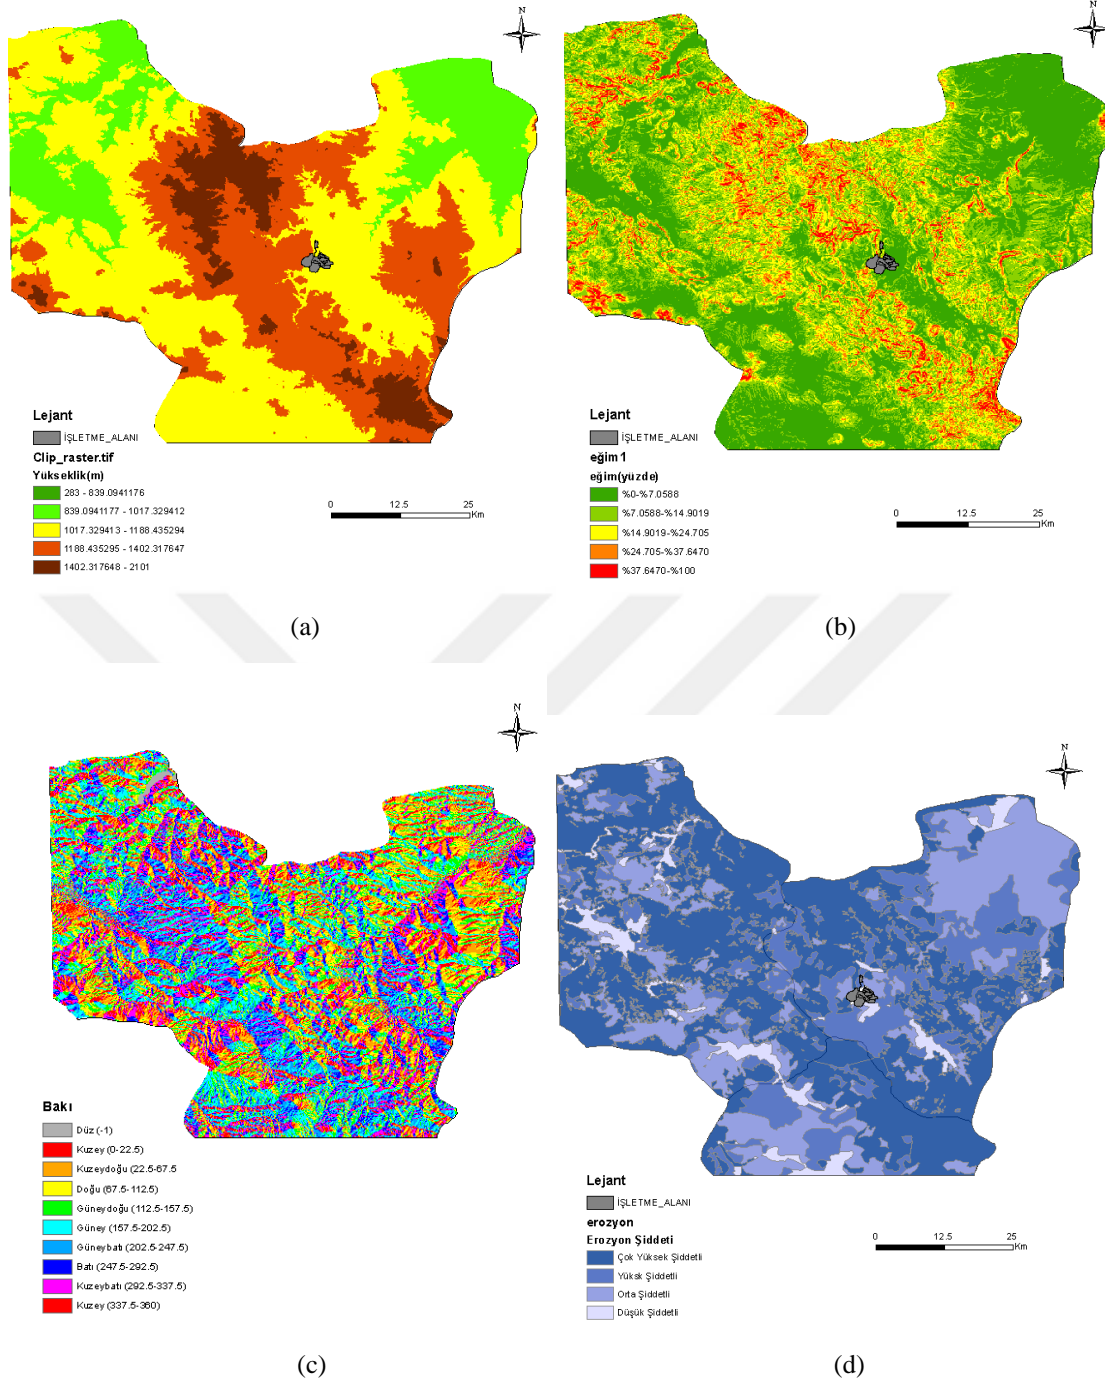 N
N
Lejant
İŞLETME_ALANI
Clip_raster.tif
Yükseklik(m)
283 - 839.0941176
839.0941177 - 1017.329412
1017.329413 - 1188.435294
1188.435295 - 1402.317647
1402.317648 - 2101
0 12.5 25
Km
Lejant
İŞLETME_ALANI
eğim 1
eğim(yüzde)
%0-%7.0588
%7.0588-%14.9019
%14.9019-%24.705
%24.705-%37.6470
%37.6470-%100
0 12.5 25
Km
(a)
(b)
N
N
Bakı
Düz (-1)
Kuzey (0-22.5)
Kuzeydoğu (22.5-67.5
Doğu (67.5-112.5)
Güneydoğu (112.5-157.5)
Güney (157.5-202.5)
Güneybatı (202.5-247.5)
Batı (247.5-292.5)
Kuzeybatı (292.5-337.5)
Kuzey (337.5-360)
Lejant
İŞLETME_ALANI
erozyon
Erozyon Şiddeti
Çok Yüksek Şiddetli
Yüksk Şiddetli
Orta Şiddetli
Düşük Şiddetli
0 12.5 25
Km
(c)
(d)